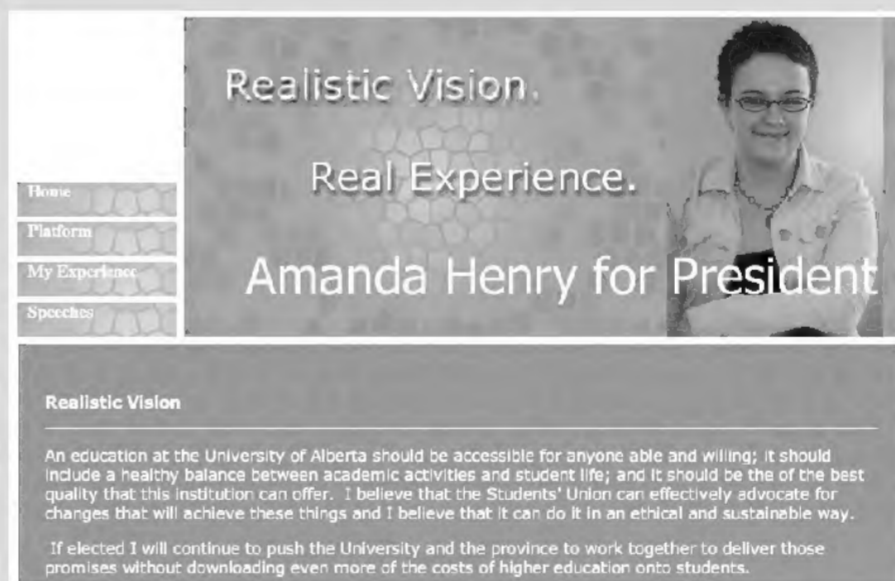 Realistic Vision.
Real Experience.
Amanda Henry for President
Home
Platform
My Experience
Speeches
Realistic Vision
An education at the University of Alberta should be accessible for anyone able and willing; it should
include a healthy balance between academic activities and student life; and it should be the of the best
quality that this institution can offer. I believe that the Students' Union can effectively advocate for
changes that will achieve these things and I believe that it can do it in an ethical and sustainable way.
If elected I will continue to push the University and the province to work together to deliver those
promises without downloading even more of the costs of higher education onto students.